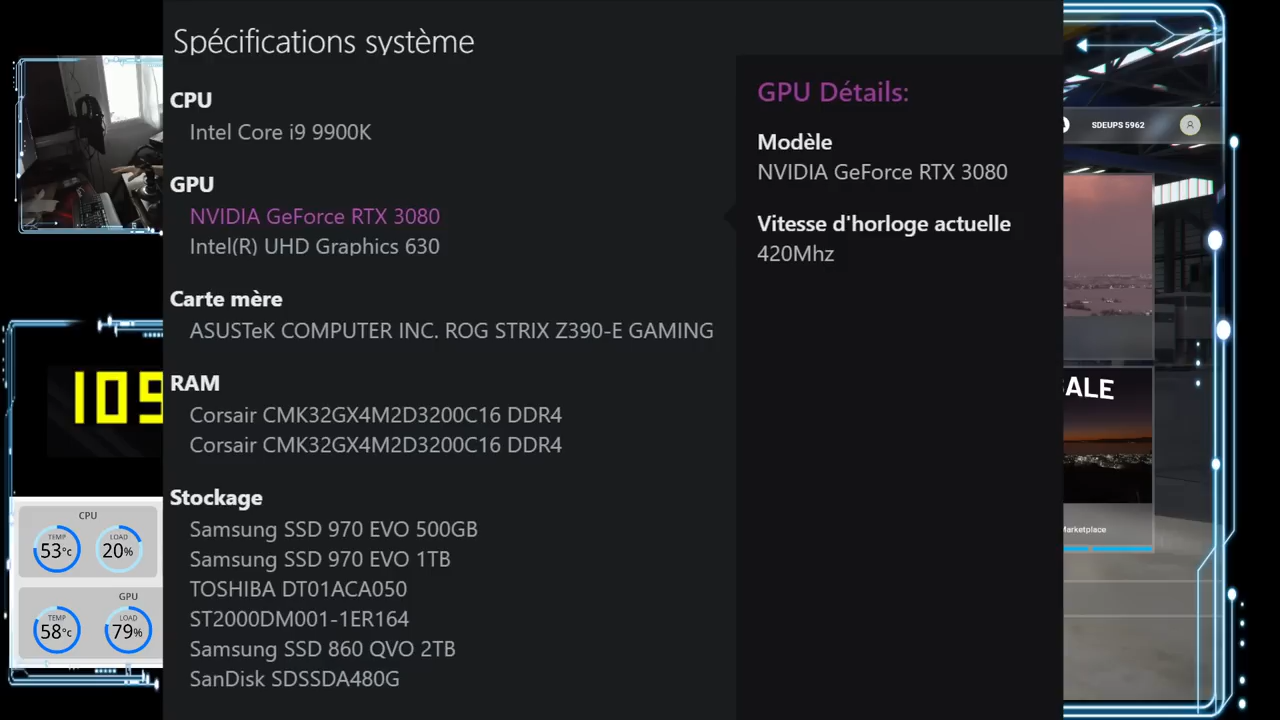 Spécifications système
CPU
Intel Core i9 9900K
GPU
NVIDIA GeForce RTX 3080
Intel(R) UHD Graphics 630
Carte mère
ASUSTeK COMPUTER INC. ROG STRIX Z390-E GAMING
RAM
Corsair CMK32GX4M2D3200C16 DDR4
Corsair CMK32GX4M2D3200C16 DDR4
Stockage
Samsung SSD 970 EVO 500GB
Samsung SSD 970 EVO 1TB
TOSHIBA DT01ACA050
ST2000DM001-1ER164
Samsung SSD 860 QVO 2TB
SanDisk SDSSDA480G
GPU Détails:
Modèle
NVIDIA GeForce RTX 3080
Vitesse d'horloge actuelle
420Mhz
109
CPU
TEMP LOAD
53°C 20%
GPU
TEMP LOAD
58°C 79%
SDEUPS 5962
ALE
Marketplace